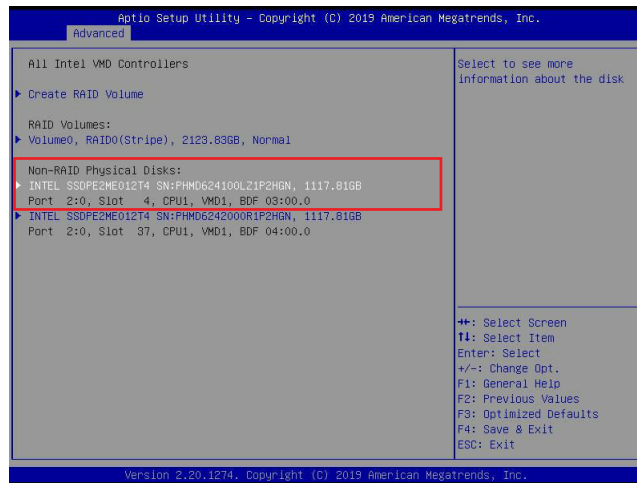 Aptio Setup Utility – Copyright (C) 2019 American Megatrends, Inc.
Advanced
All Intel VMD Controllers
Create RAID Volume
RAID Volumes:
Volume0, RAID0(Stripe), 2123.83GB, Normal
Non-RAID Physical Disks:
INTEL SSDPE2ME012T4 SN:PHMD624100LZ1P2HGN, 1117.81GB
Port 2:0, Slot 4, CPU1, VMD1, BDF 03:00.0
INTEL SSDPE2ME012T4 SN:PHMD6242000R1P2HGN, 1117.81GB
Port 2:0, Slot 37, CPU1, VMD1, BDF 04:00.0
Select to see more
information about the disk
→←: Select Screen
↑↓: Select Item
Enter: Select
+/-: Change Opt.
F1: General Help
F2: Previous Values
F3: Optimized Defaults
F4: Save & Exit
ESC: Exit
Version 2.20.1274. Copyright (C) 2019 American Megatrends, Inc.